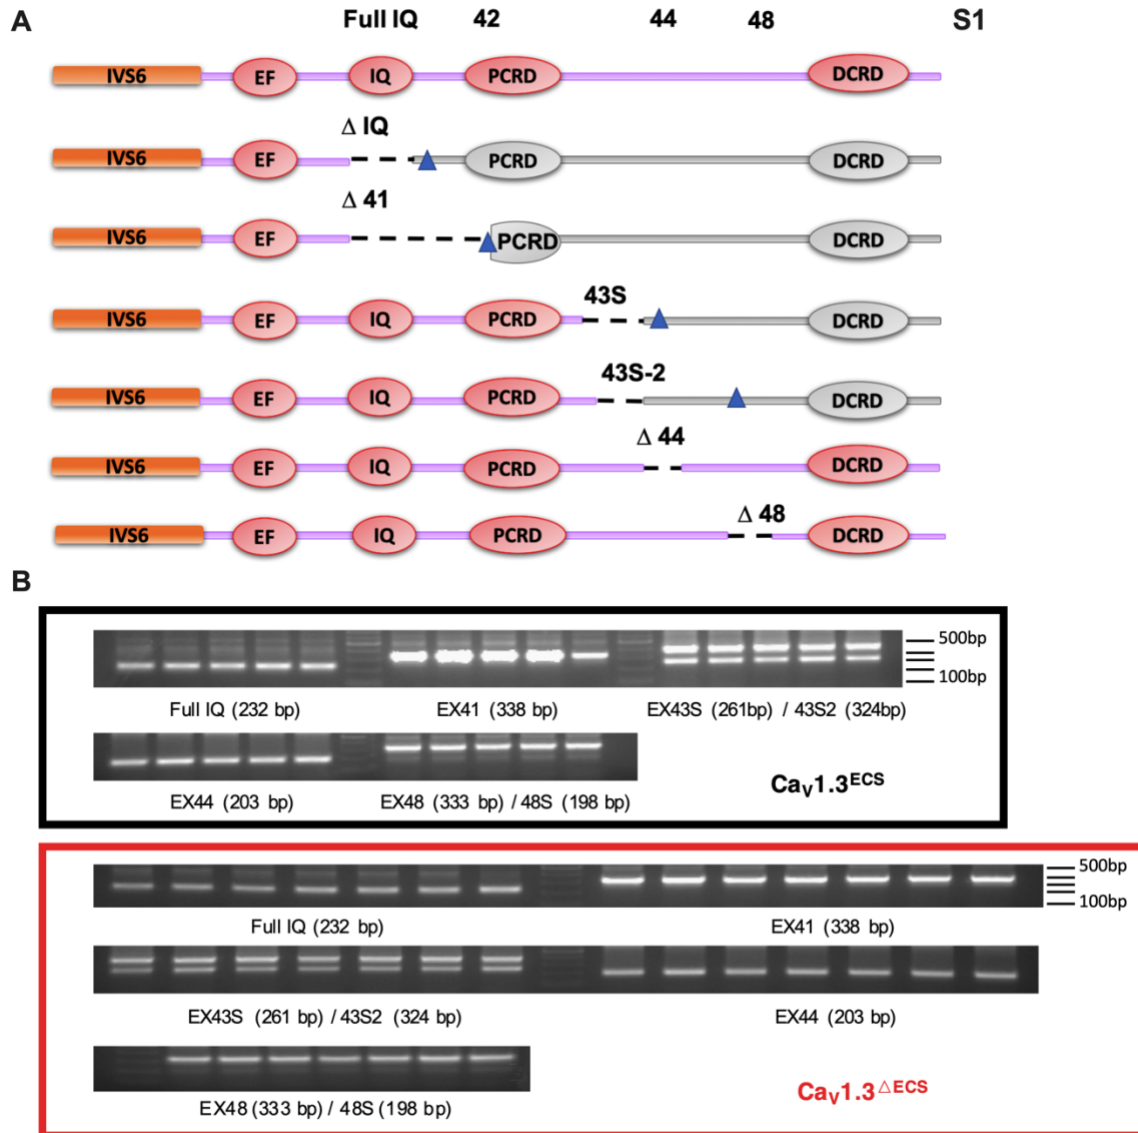 A Full IQ 42 44 48 S1
IVS6 EF IQ PCRD DCRD
Δ IQ
IVS6 EF PCRD DCRD
Δ 41
IVS6 EF PCRD DCRD
43S
IVS6 EF IQ PCRD DCRD
43S-2
IVS6 EF IQ PCRD DCRD
Δ 44
IVS6 EF IQ PCRD DCRD
Δ 48
IVS6 EF IQ PCRD DCRD
B
500bp
100bp
Full IQ (232 bp) EX41 (338 bp) EX43S (261bp) / 43S2 (324bp)
EX44 (203 bp) EX48 (333 bp) / 48S (198 bp)
CaV1.3ECS
500bp
100bp
Full IQ (232 bp) EX41 (338 bp)
EX43S (261 bp) / 43S2 (324 bp) EX44 (203 bp)
EX48 (333 bp) / 48S (198 bp)
CaV1.3△ECS